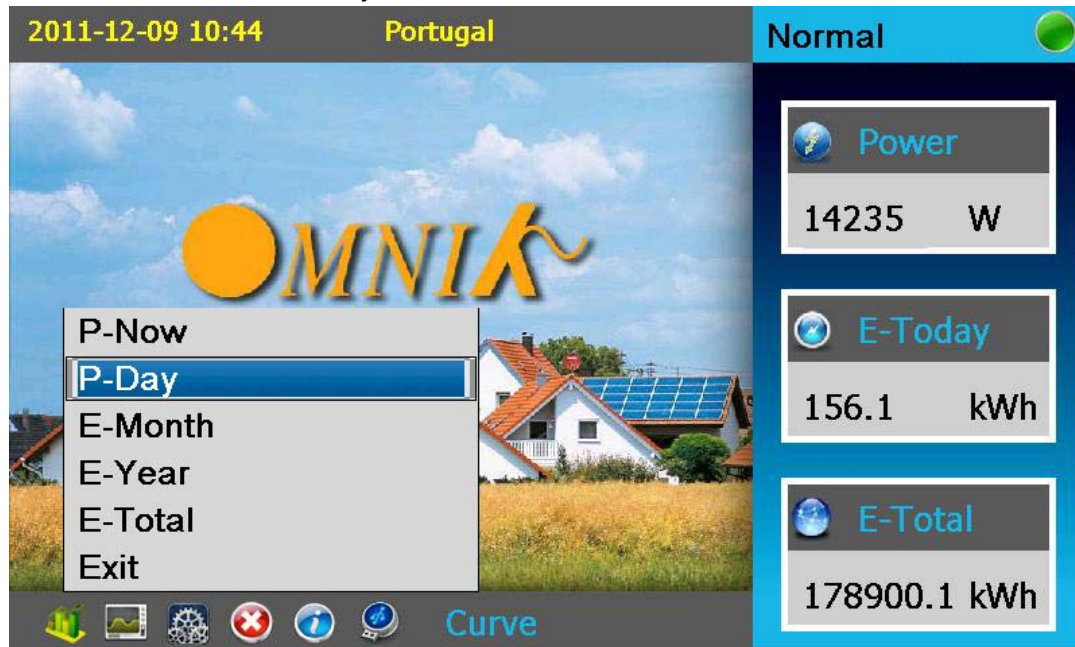 2011-12-09 10:44 Portugal
Normal
OMNIK
P-Now
P-Day
E-Month
E-Year
E-Total
Exit
Curve
Power
14235 W
E-Today
156.1 kWh
E-Total
178900.1 kWh